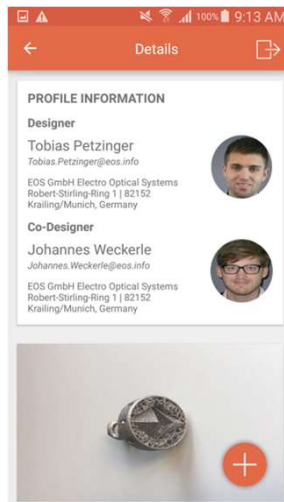 100% 9:13 AM
Details
PROFILE INFORMATION
Designer
Tobias Petzinger
Tobias.Petzinger@eos.info
EOS GmbH Electro Optical Systems
Robert-Stirling-Ring 1 | 82152
Krailing/Munich, Germany
Co-Designer
Johannes Weckerle
Johannes.Weckerle@eos.info
EOS GmbH Electro Optical Systems
Robert-Stirling-Ring 1 | 82152
Krailing/Munich, Germany